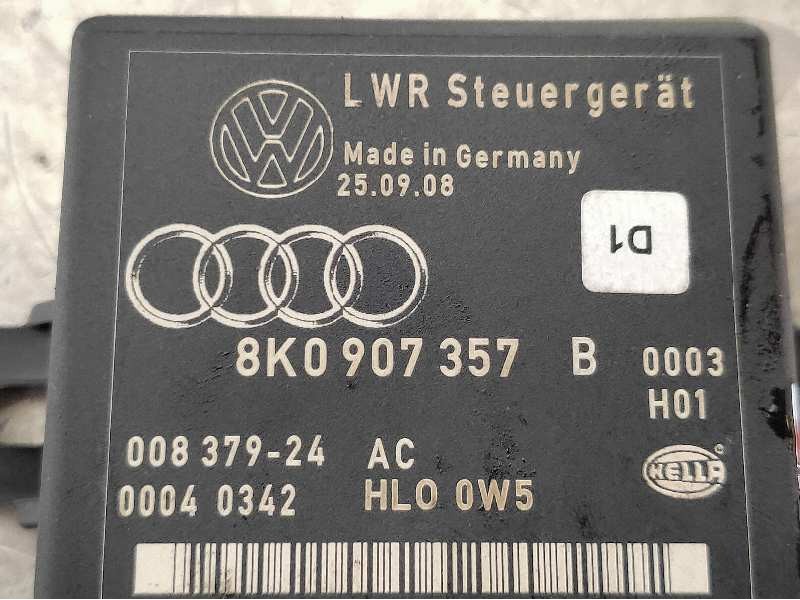 LWR Steuergerät
Made in Germany
25.09.08
D1
8K0 907 357 B 0003
H01
008 379-24 AC
0004 0342 HLO 0W5
HELLA